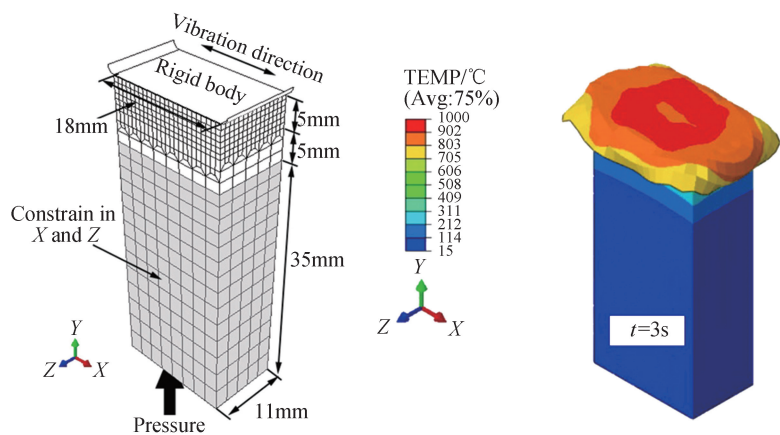 Vibration direction
Rigid body
18mm
5mm
5mm
Constrain in
X and Z
35mm
Y
Z
X
Pressure
11mm
TEMP/℃
(Avg:75%)
1000
902
803
705
606
508
409
311
212
114
15
Y
Z
X
t=3s